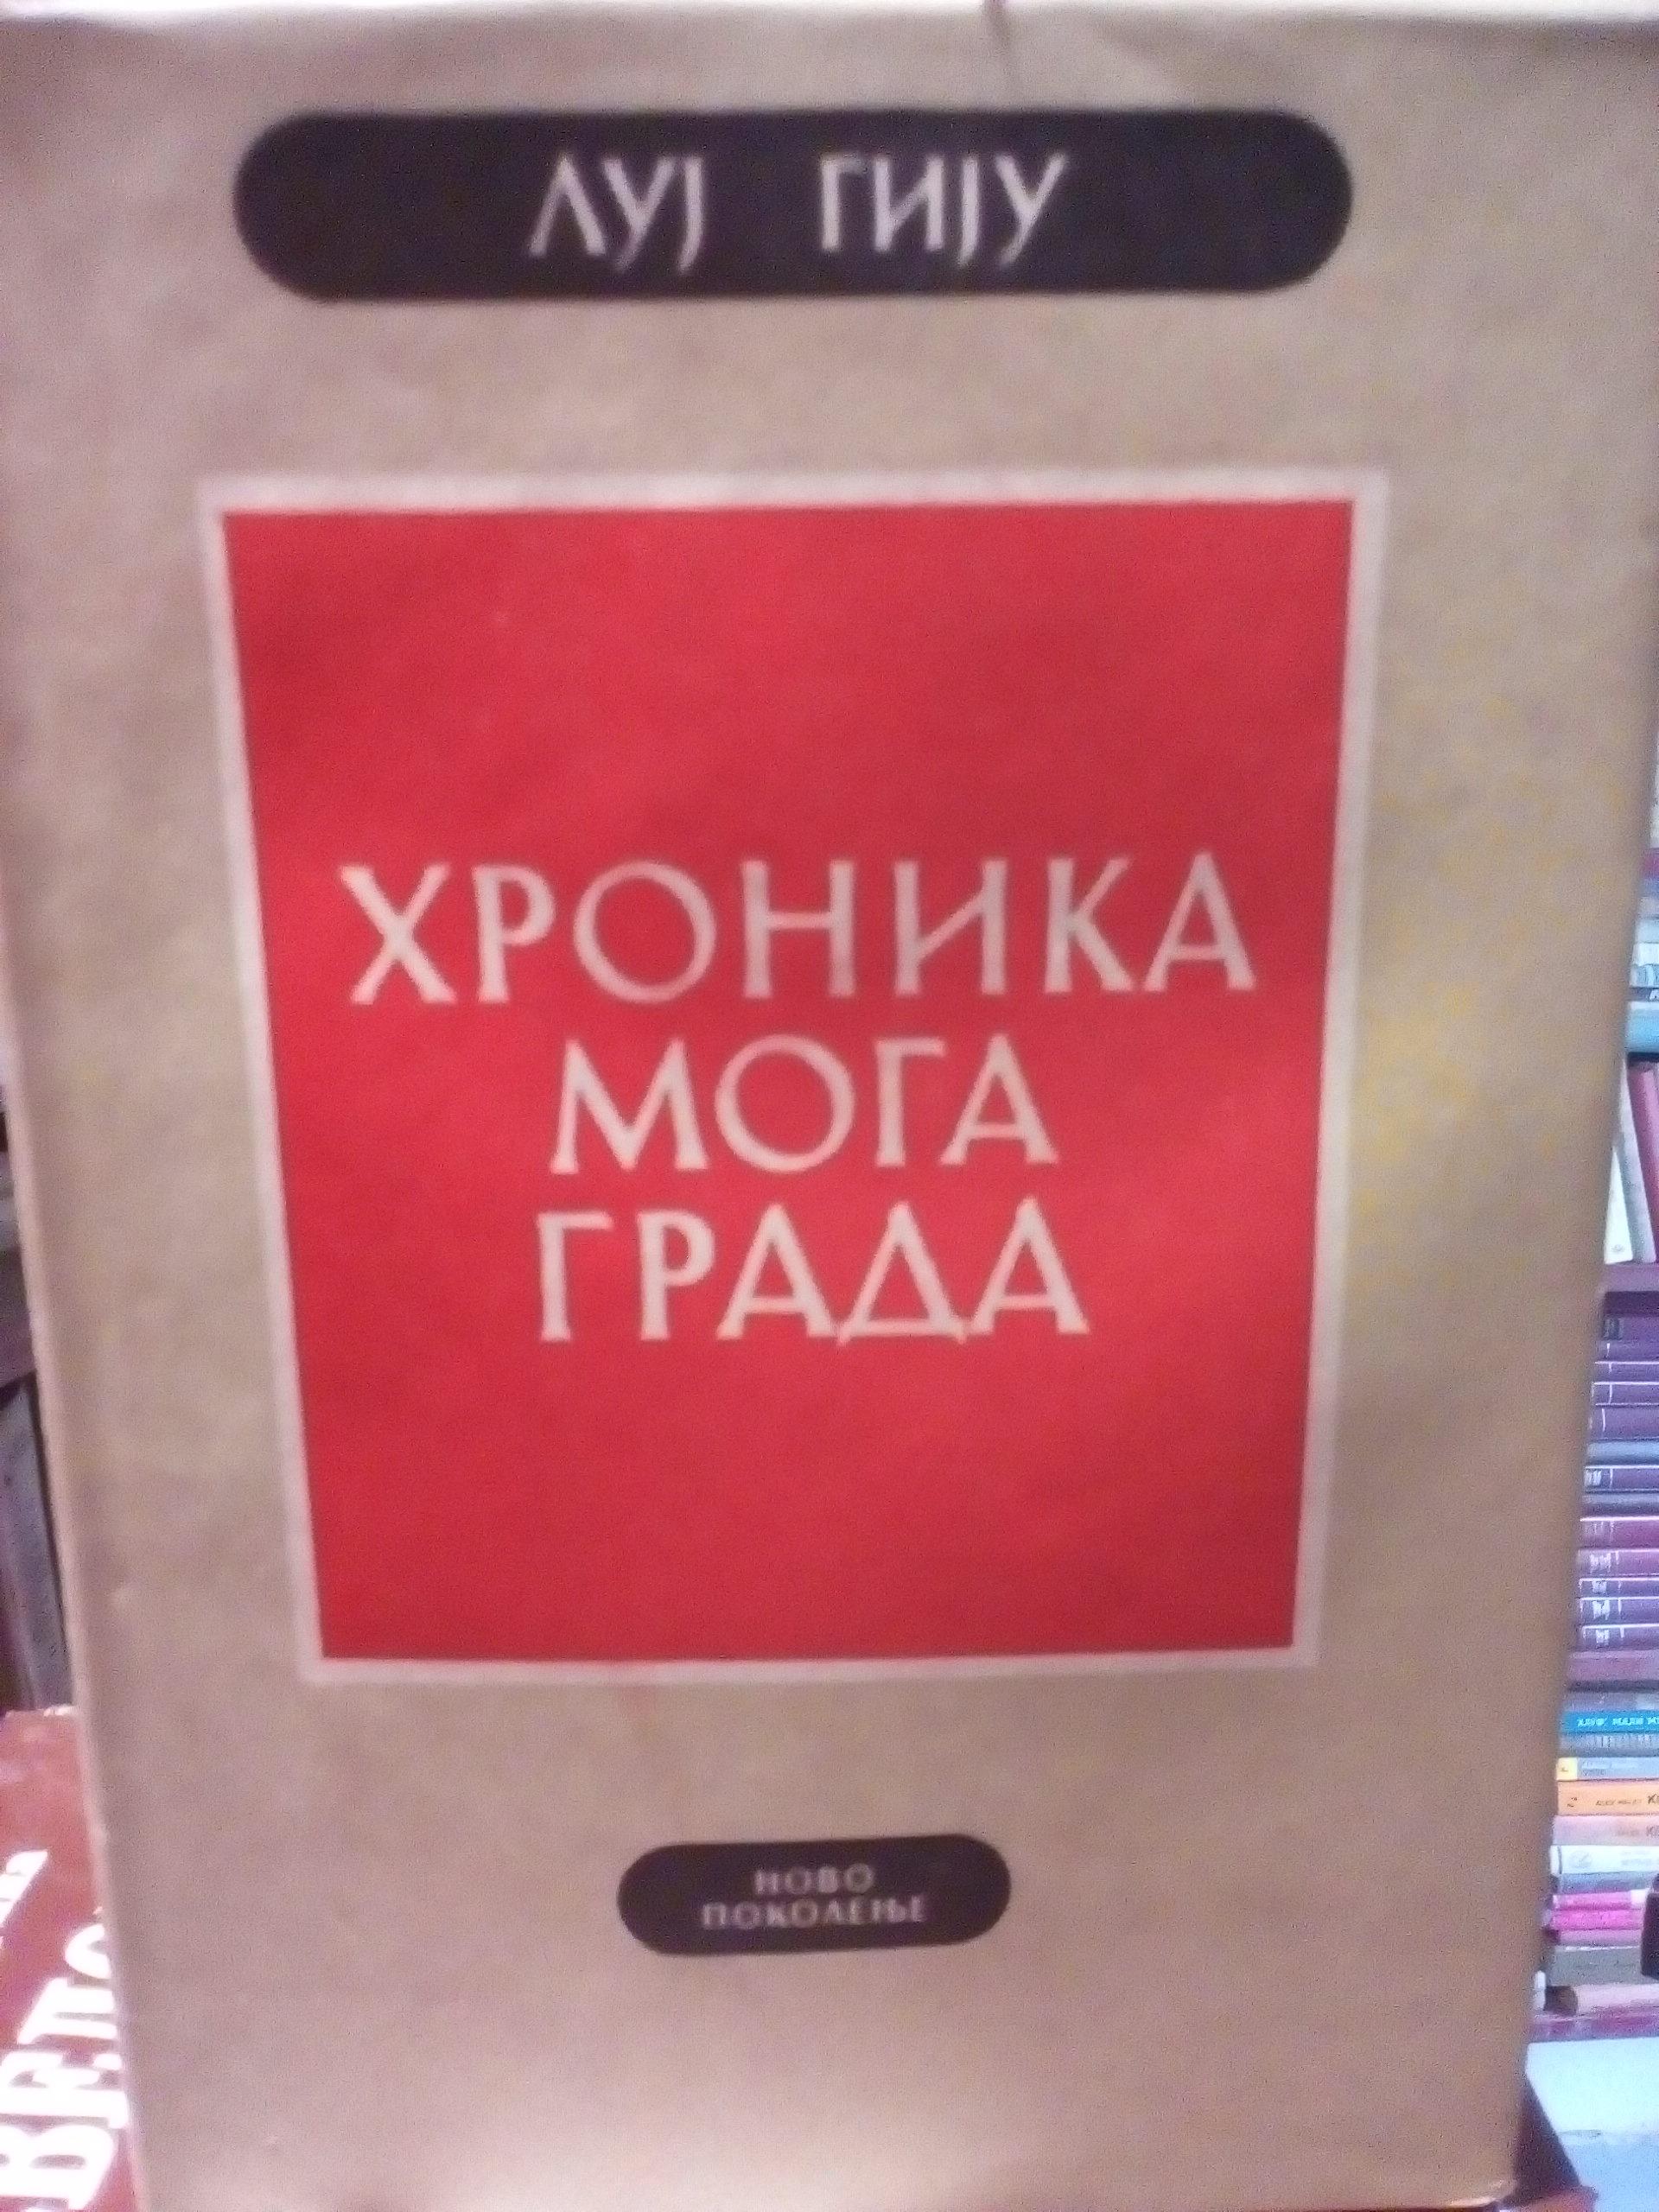 ЛУЈ ГИЈУ
ХРОНИКА
МОГА
ГРАДА
НОВО
ПОКОЛЕЊЕ